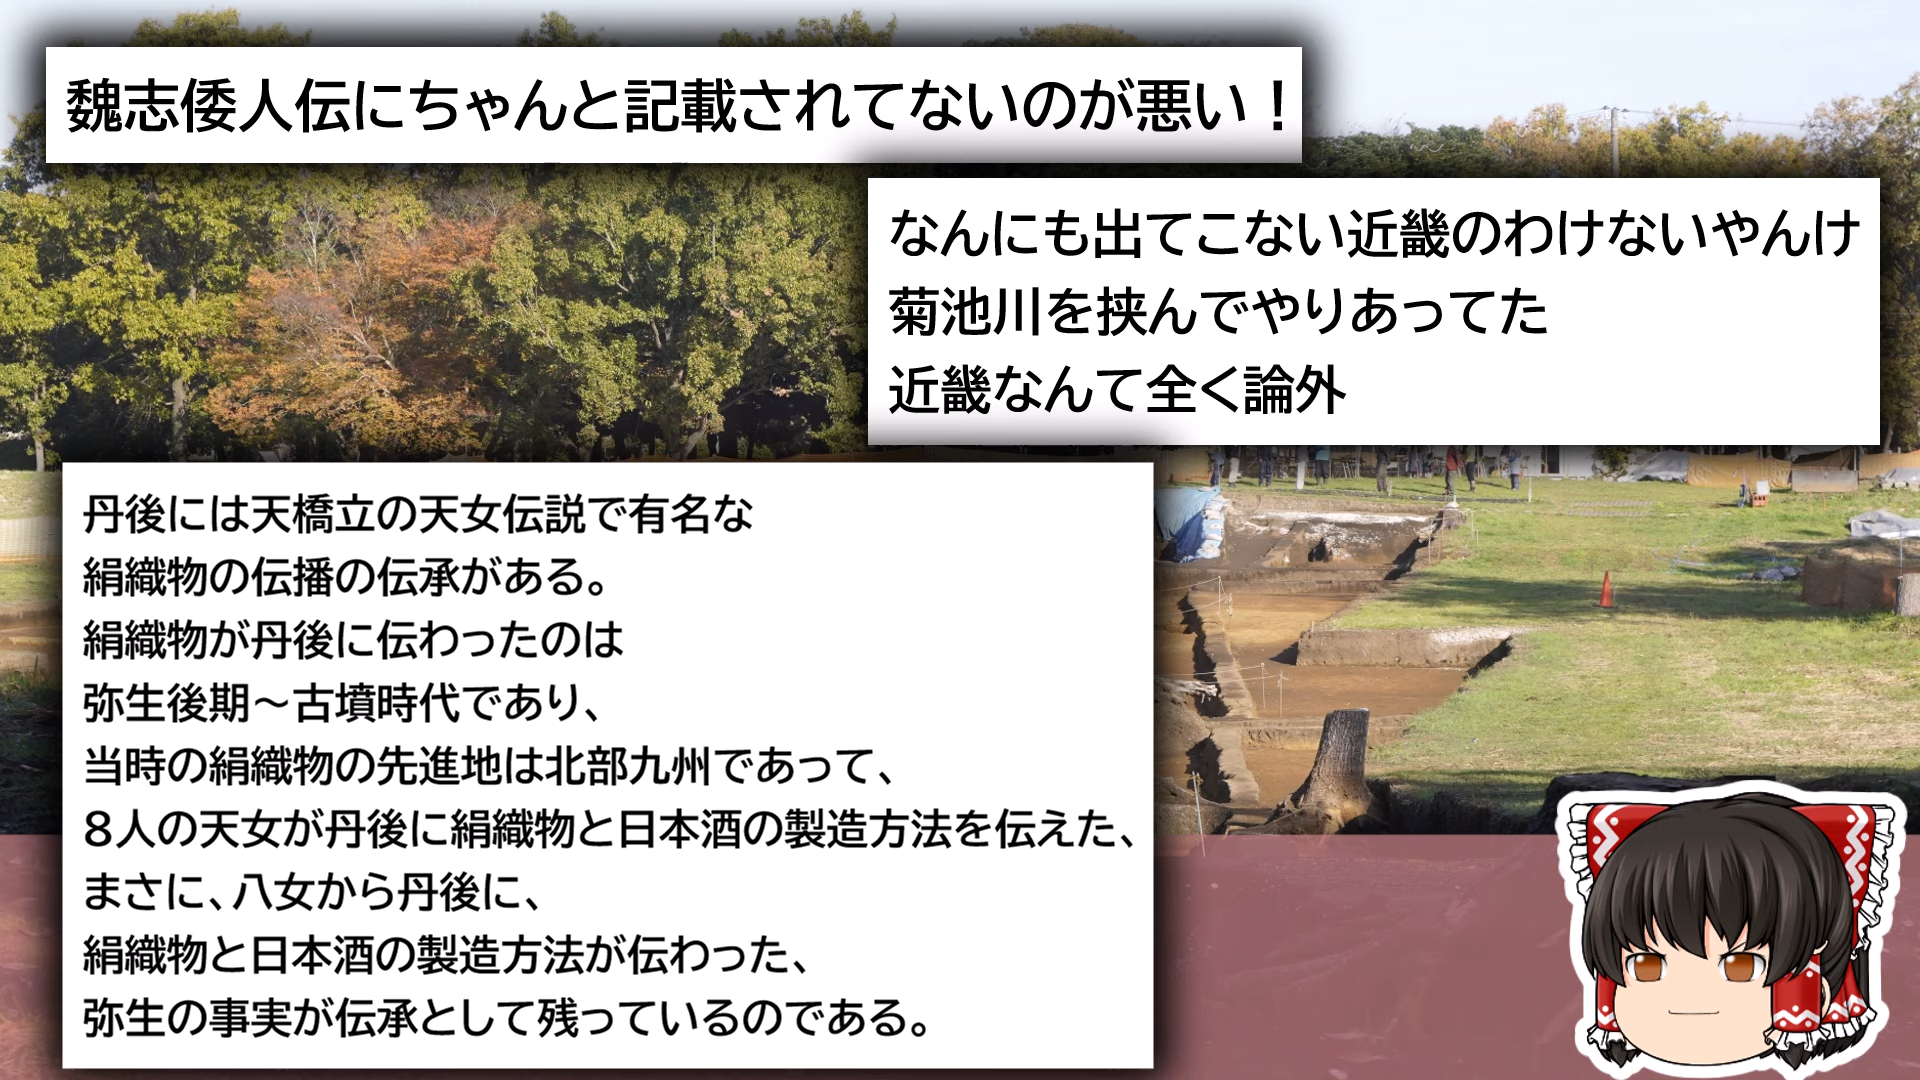 魏志倭人伝にちゃんと記載されてないのが悪い！
なんにも出てこない近畿のわけないやんけ
菊池川を挟んでやりあってた
近畿なんて全く論外
丹後には天橋立の天女伝説で有名な
絹織物の伝播の伝承がある。
絹織物が丹後に伝わったのは
弥生後期～古墳時代であり、
当時の絹織物の先進地は北部九州であって、
８人の天女が丹後に絹織物と日本酒の製造方法を伝えた、
まさに、八女から丹後に、
絹織物と日本酒の製造方法が伝わった、
弥生の事実が伝承として残っているのである。